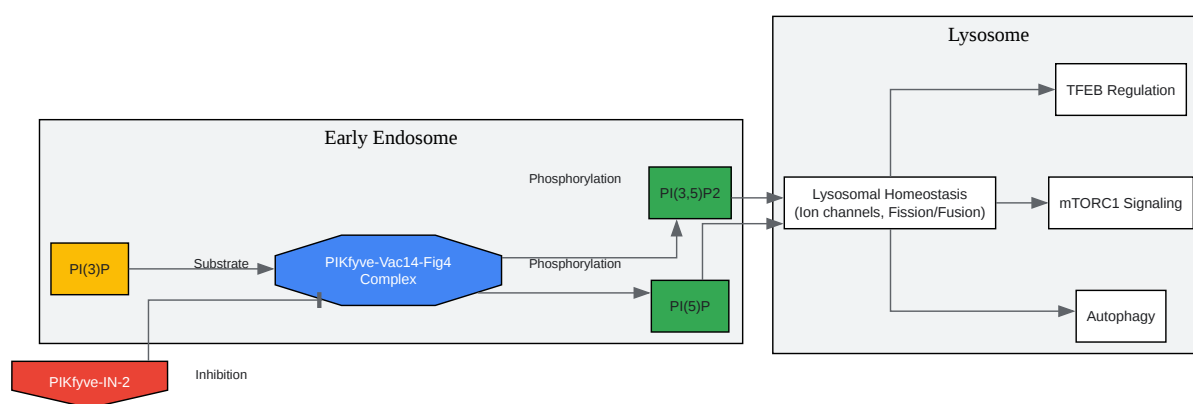 Lysosome
TFEB Regulation
Early Endosome
Phosphorylation
PI(3,5)P2
Lysosomal Homeostasis
(Ion channels, Fission/Fusion)
mTORC1 Signaling
PI(3)P
Substrate
PIKfyve-Vac14-Fig4
Complex
Phosphorylation
PI(5)P
Autophagy
PIKfyve-IN-2
Inhibition